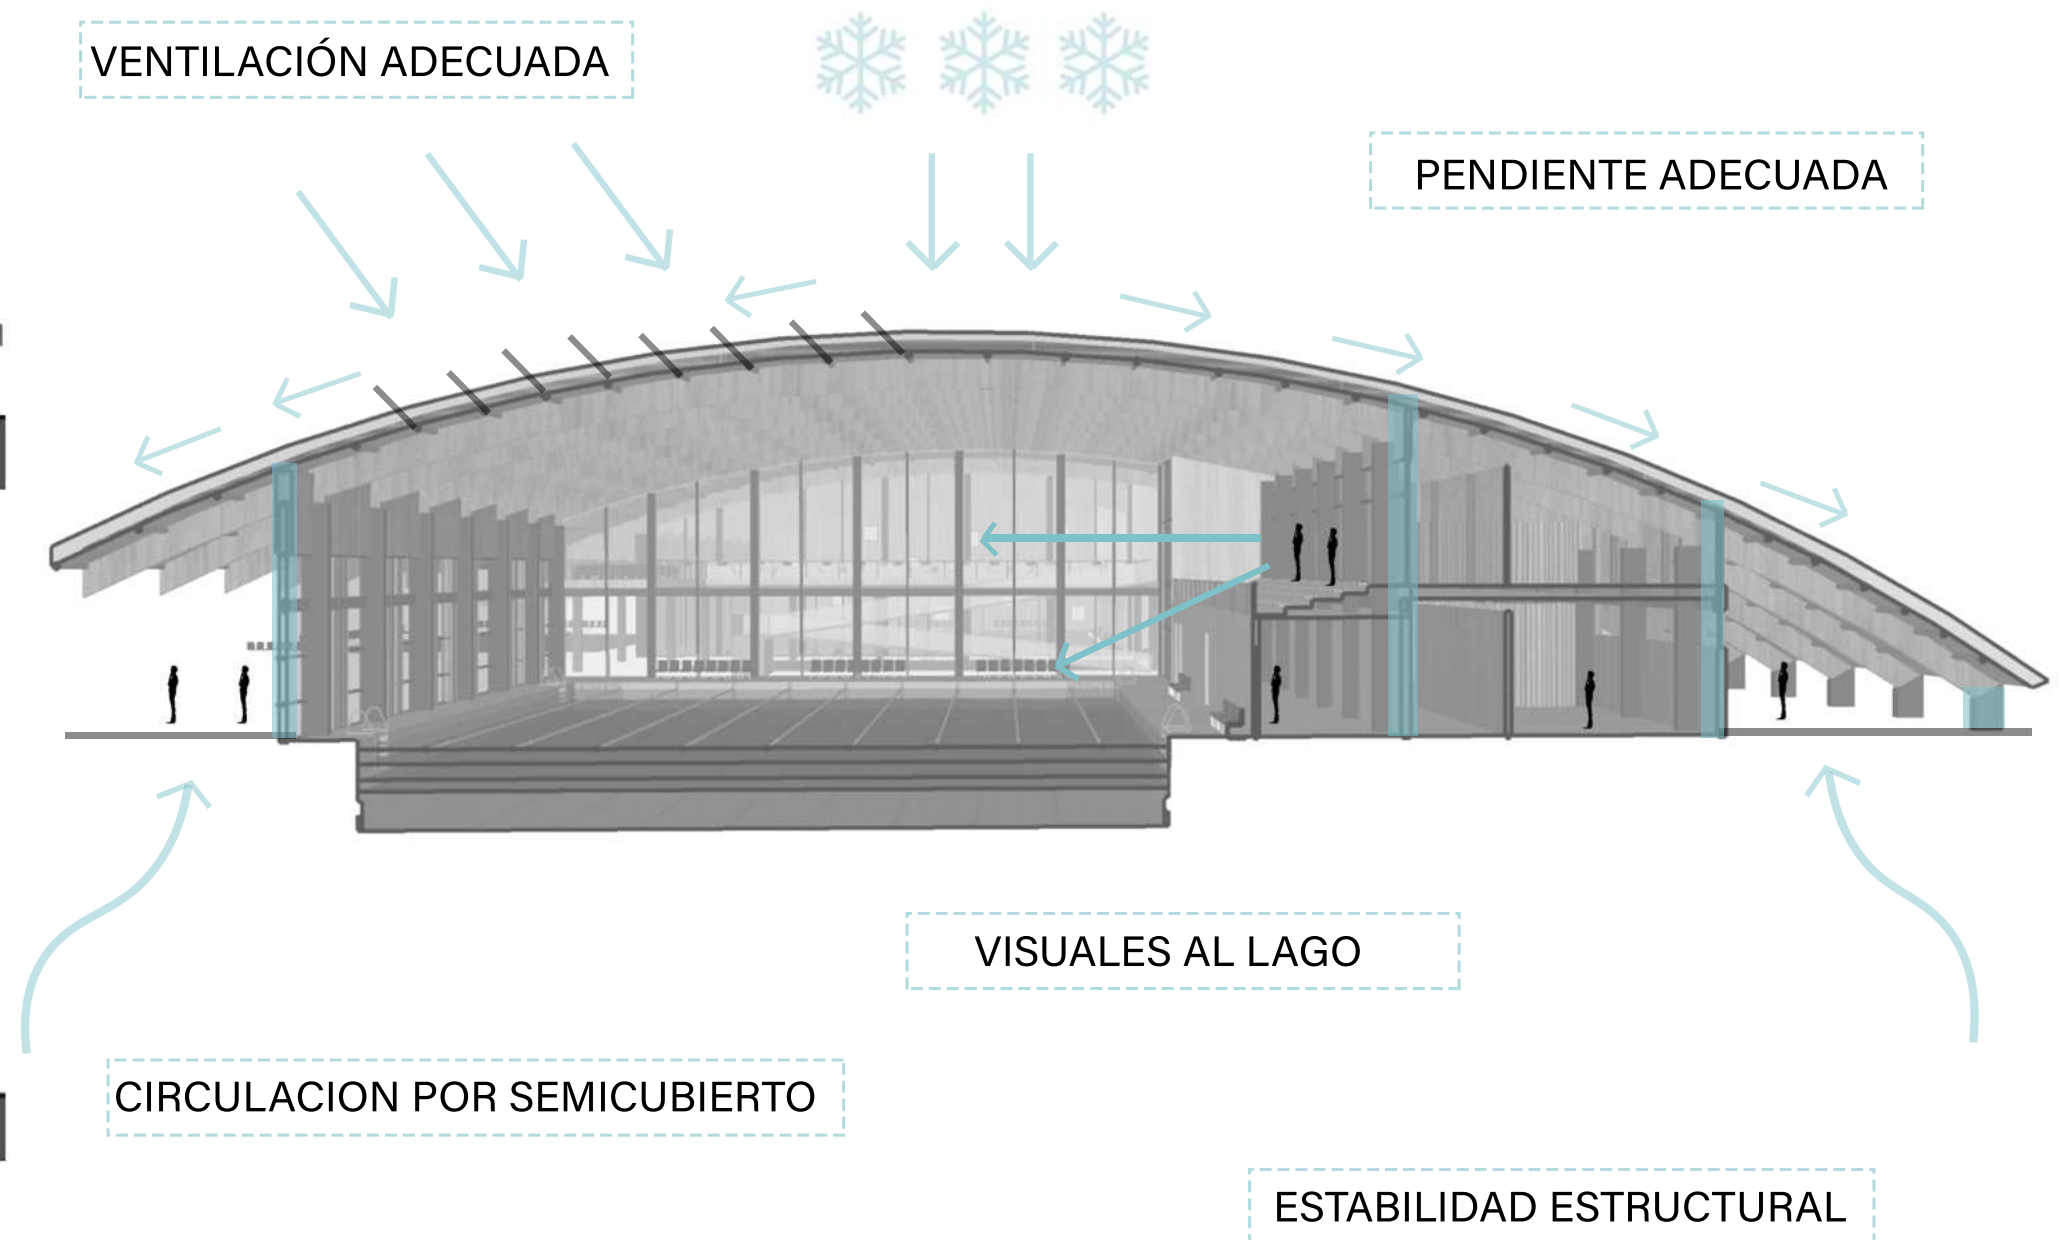 VENTILACIÓN ADECUADA
PENDIENTE ADECUADA
VISUALES AL LAGO
CIRCULACION POR SEMICUBIERTO
ESTABILIDAD ESTRUCTURAL